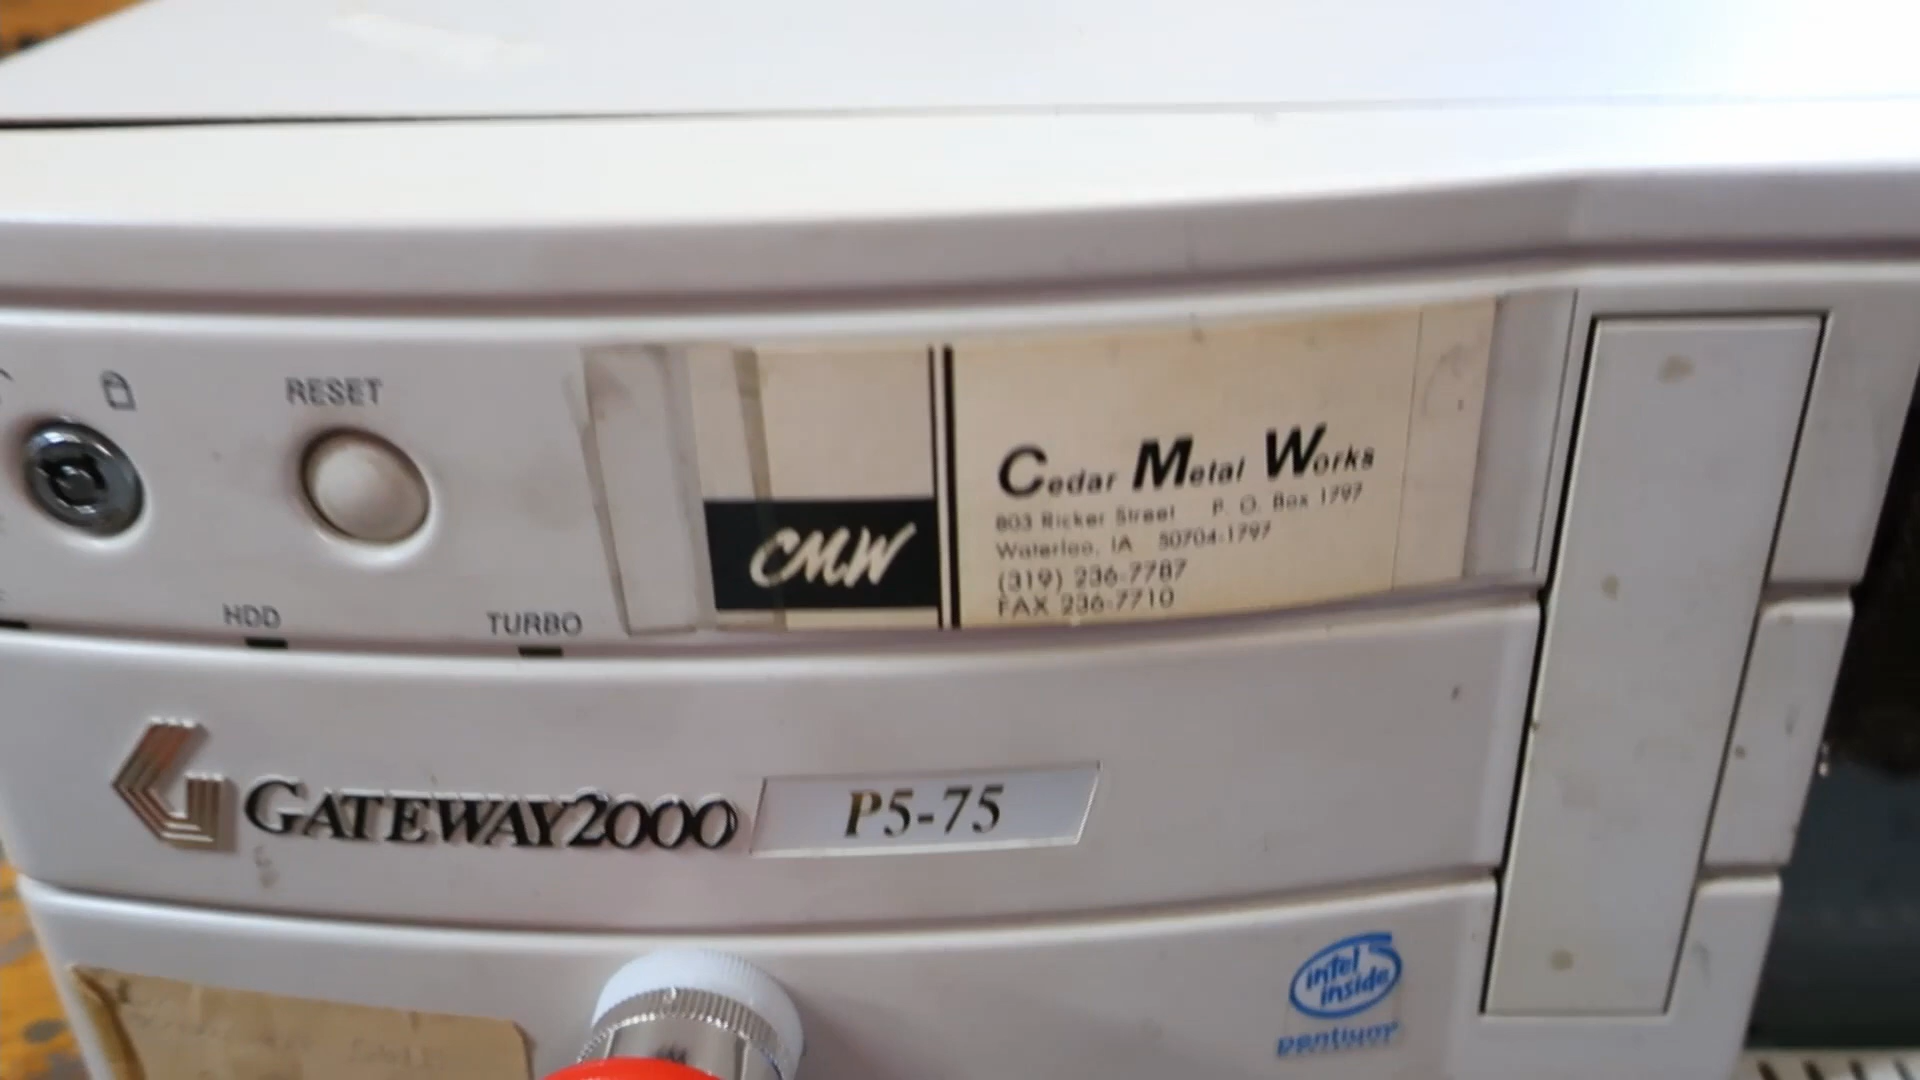 RESET
HDD
TURBO
CMW
Cedar Metal Works
803 Ricker Street P. O. Box 1797
Waterloo, IA 50704-1797
(319) 236-7787
FAX 236-7710
GATEWAY2000
P5-75
intel
inside
pentium®